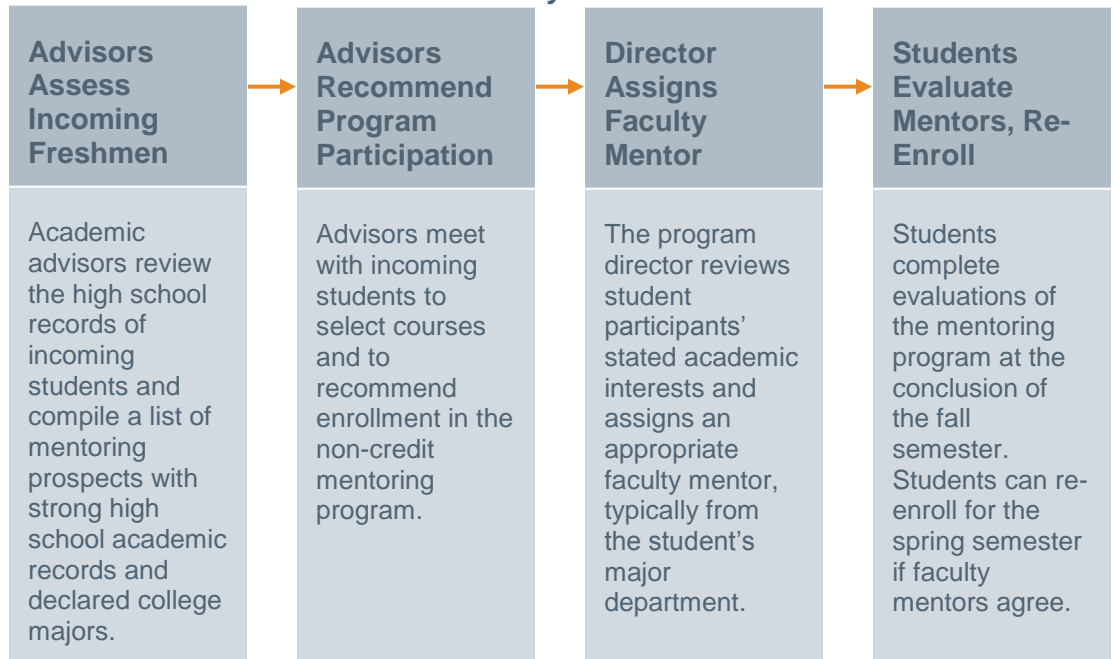 Advisors
Assess
Incoming
Freshmen
Academic
advisors review
the high school
records of
incoming
students and
compile a list of
mentoring
prospects with
strong high
school academic
records and
declared college
majors.
Advisors
Recommend
Program
Participation
Advisors meet
with incoming
students to
select courses
and to
recommend
enrollment in the
non-credit
mentoring
program.
Director
Assigns
Faculty
Mentor
The program
director reviews
student
participants’
stated academic
interests and
assigns an
appropriate
faculty mentor,
typically from
the student’s
major
department.
Students
Evaluate
Mentors, Re-
Enroll
Students
complete
evaluations of
the mentoring
program at the
conclusion of
the fall
semester.
Students can re-
enroll for the
spring semester
if faculty
mentors agree.